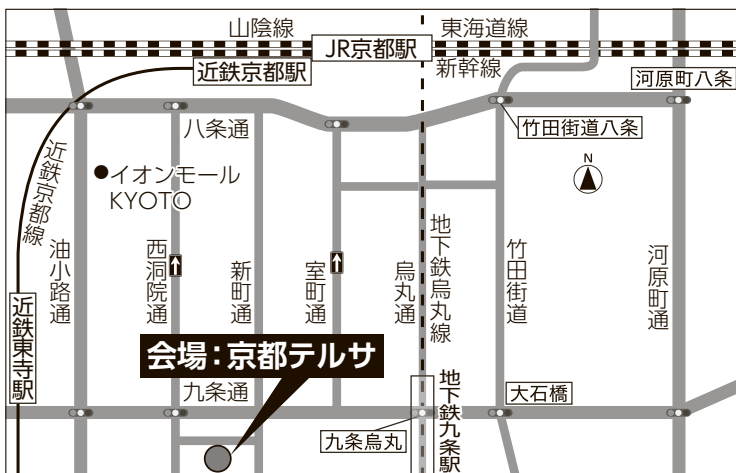 山陰線
JR京都駅
東海道線
新幹線
近鉄京都駅
河原町八条
八条通
竹田街道八条
近鉄京都線
イオンモール
KYOTO
N
油小路通
西洞院通
新町通
室町通
烏丸通
地下鉄烏丸線
竹田街道
河原町通
近鉄東寺駅
会場：京都テルサ
九条通
地下鉄九条駅
大石橋
九条烏丸